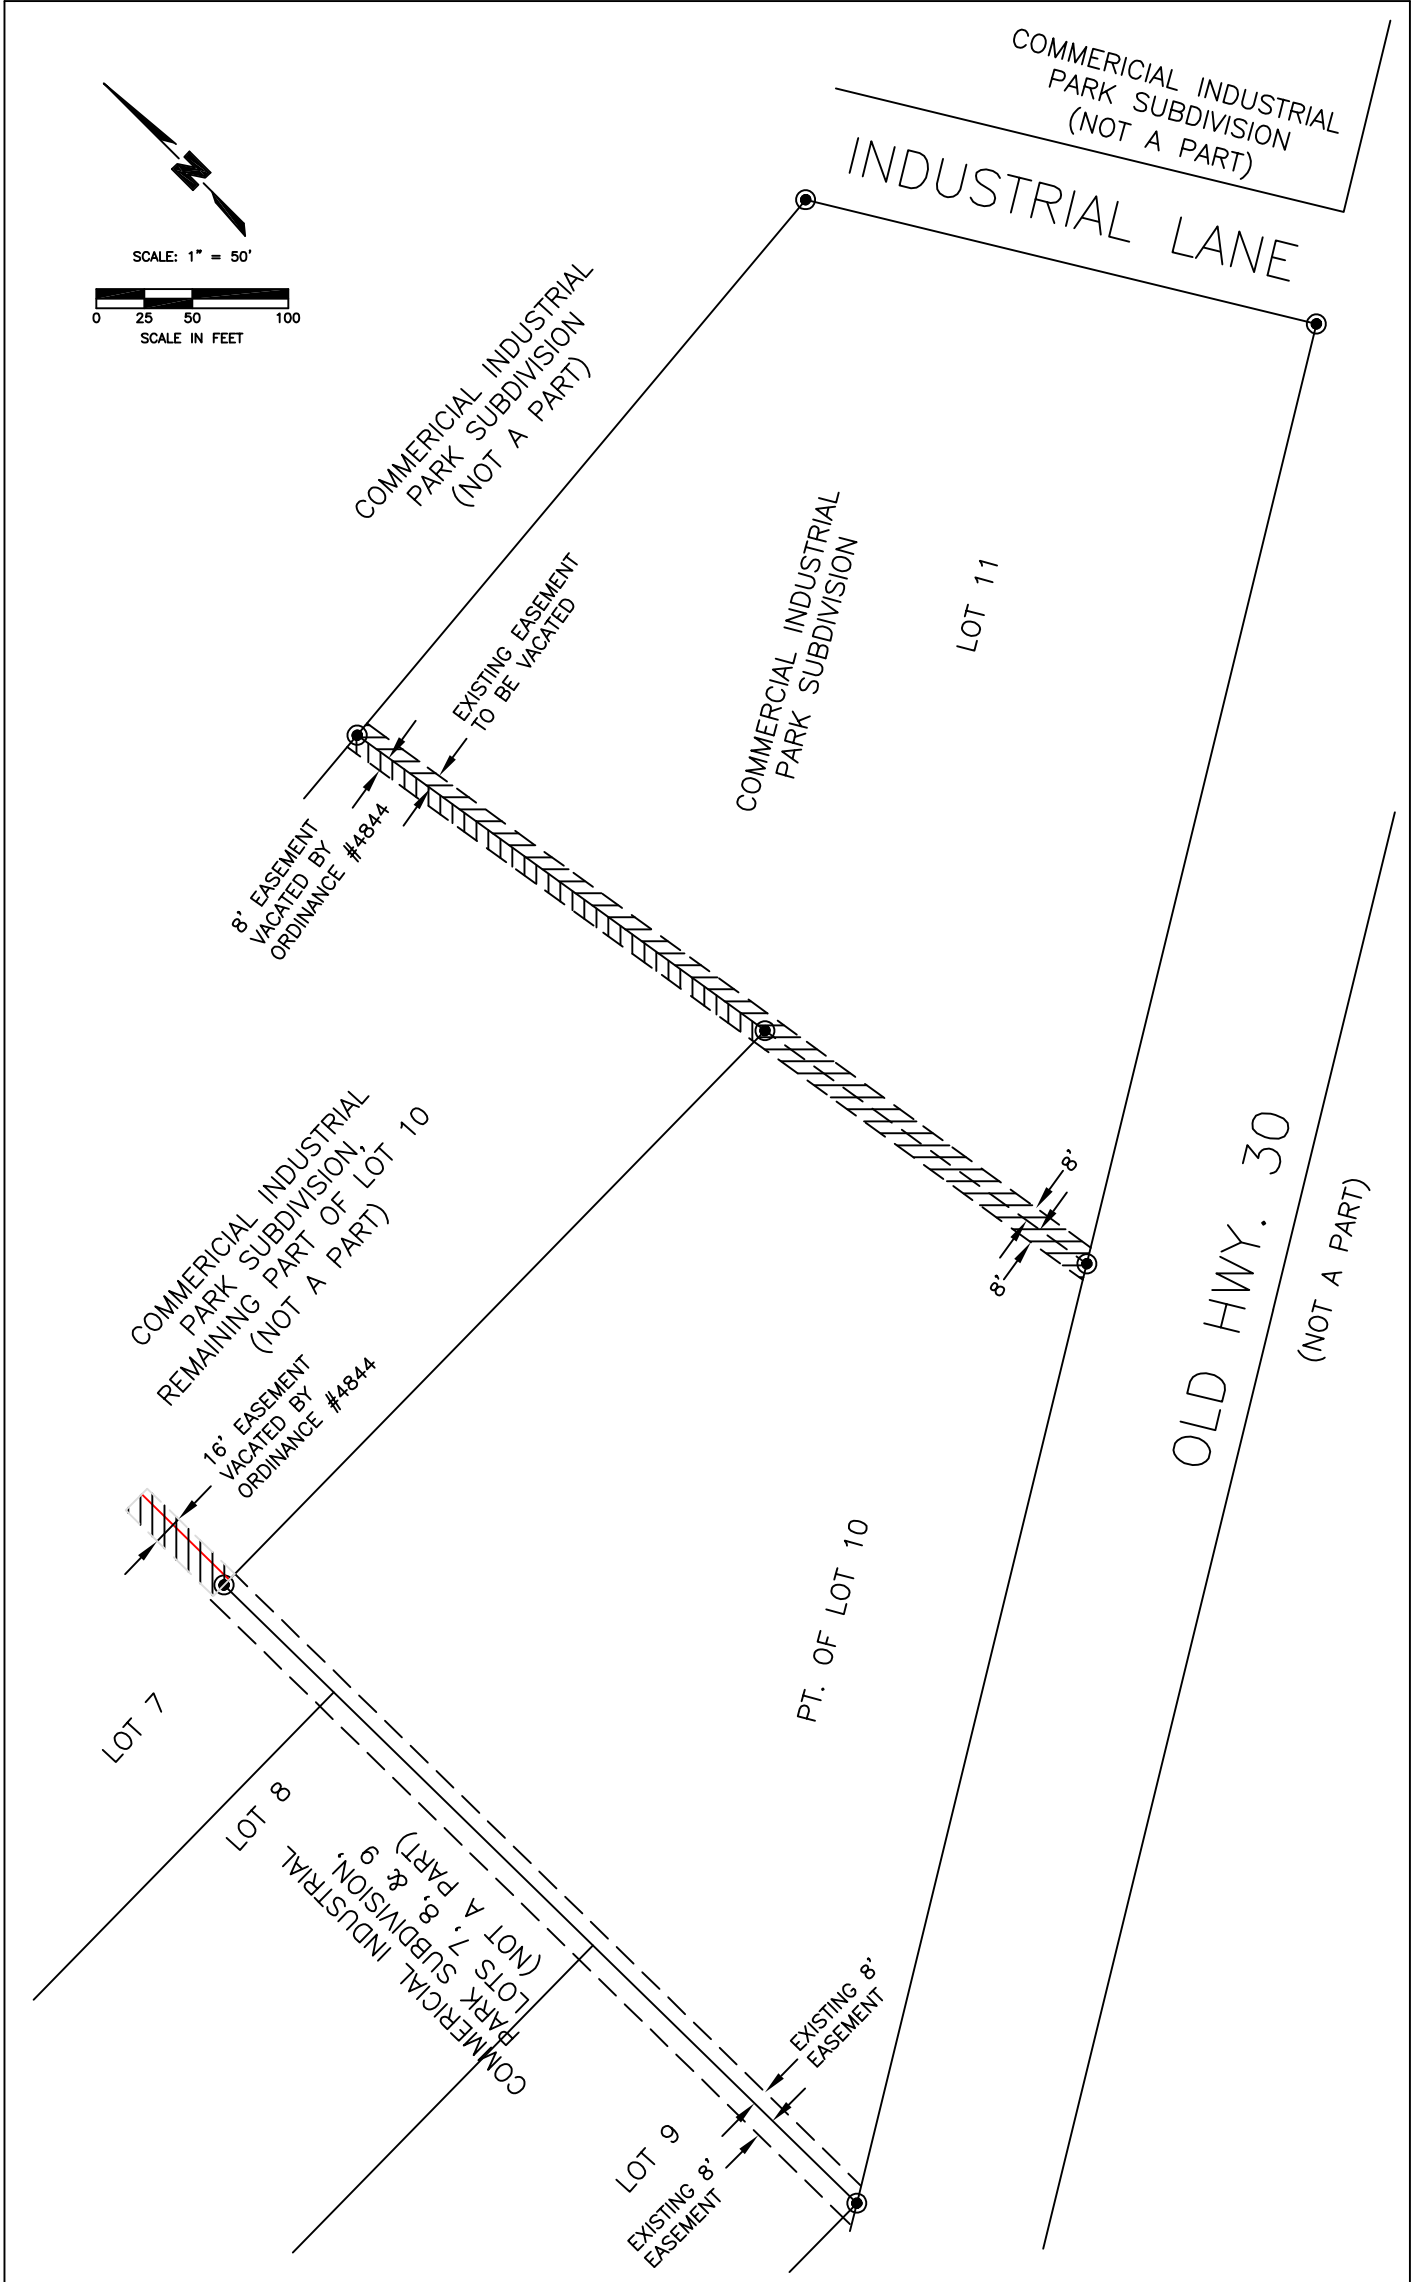 COMMERICIAL INDUSTRIAL
PARK SUBDIVISION
(NOT A PART)
INDUSTRIAL LANE
N
SCALE: 1" = 50'
0 25 50 100
SCALE IN FEET
COMMERICIAL INDUSTRIAL
PARK SUBDIVISION
(NOT A PART)
EXISTING EASEMENT
TO BE VACATED
COMMERCIAL INDUSTRIAL
PARK SUBDIVISION
LOT 11
8' EASEMENT
VACATED BY
ORDINANCE #4844
8'
8'
OLD HWY. 30
(NOT A PART)
COMMERICIAL INDUSTRIAL
PARK SUBDIVISION,
REMAINING PART OF LOT 10
(NOT A PART)
16' EASEMENT
VACATED BY
ORDINANCE #4844
PT. OF LOT 10
LOT 7
LOT 8
COMMERICIAL INDUSTRIAL
PARK SUBDIVISION,
LOTS 7, 8, & 9
(NOT A PART)
EXISTING 8'
EASEMENT
LOT 9
EXISTING 8'
EASEMENT